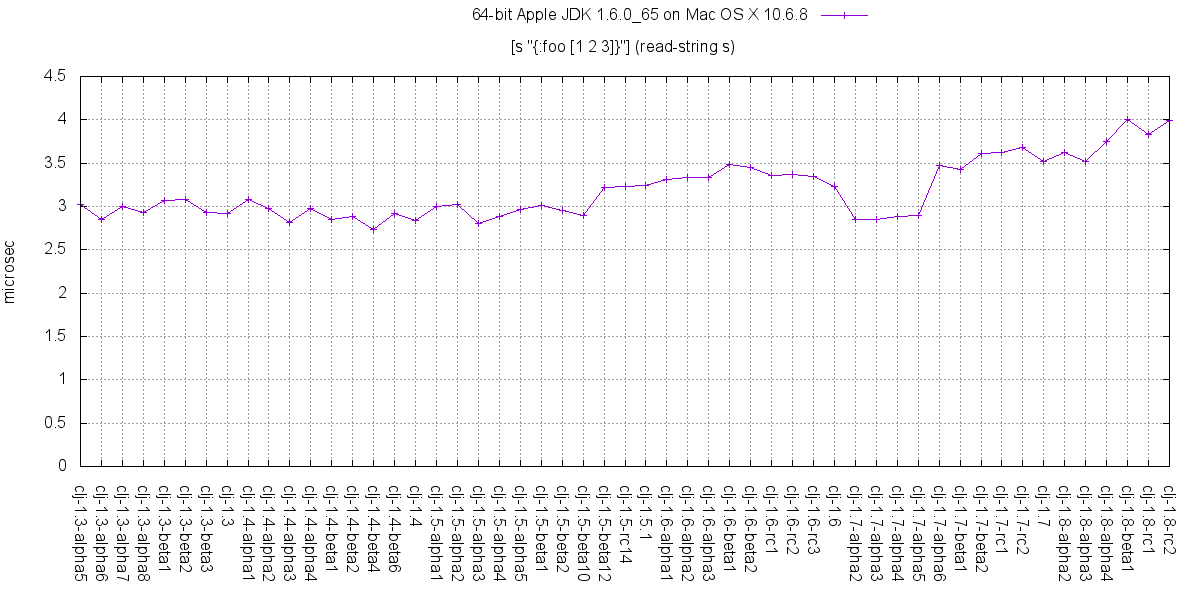 64-bit Apple JDK 1.6.0_65 on Mac OS X 10.6.8
[s "{:foo [1 2 3]}"] (read-string s)
microsec
4.5
4
3.5
3
2.5
2
1.5
1
0.5
0
clj-1.3-alpha5
clj-1.3-alpha6
clj-1.3-alpha7
clj-1.3-alpha8
clj-1.3-beta1
clj-1.3-beta2
clj-1.3-beta3
clj-1.3
clj-1.4-alpha1
clj-1.4-alpha2
clj-1.4-alpha3
clj-1.4-alpha4
clj-1.4-beta1
clj-1.4-beta2
clj-1.4-beta4
clj-1.4-beta6
clj-1.4
clj-1.5-alpha1
clj-1.5-alpha2
clj-1.5-alpha3
clj-1.5-alpha4
clj-1.5-alpha5
clj-1.5-beta1
clj-1.5-beta2
clj-1.5-beta10
clj-1.5-beta12
clj-1.5-rc14
clj-1.5.1
clj-1.6-alpha1
clj-1.6-alpha2
clj-1.6-alpha3
clj-1.6-beta1
clj-1.6-beta2
clj-1.6-rc1
clj-1.6-rc2
clj-1.6-rc3
clj-1.6
clj-1.7-alpha2
clj-1.7-alpha3
clj-1.7-alpha4
clj-1.7-alpha5
clj-1.7-alpha6
clj-1.7-beta1
clj-1.7-beta2
clj-1.7-rc1
clj-1.7-rc2
clj-1.7
clj-1.8-alpha2
clj-1.8-alpha3
clj-1.8-alpha4
clj-1.8-beta1
clj-1.8-rc1
clj-1.8-rc2